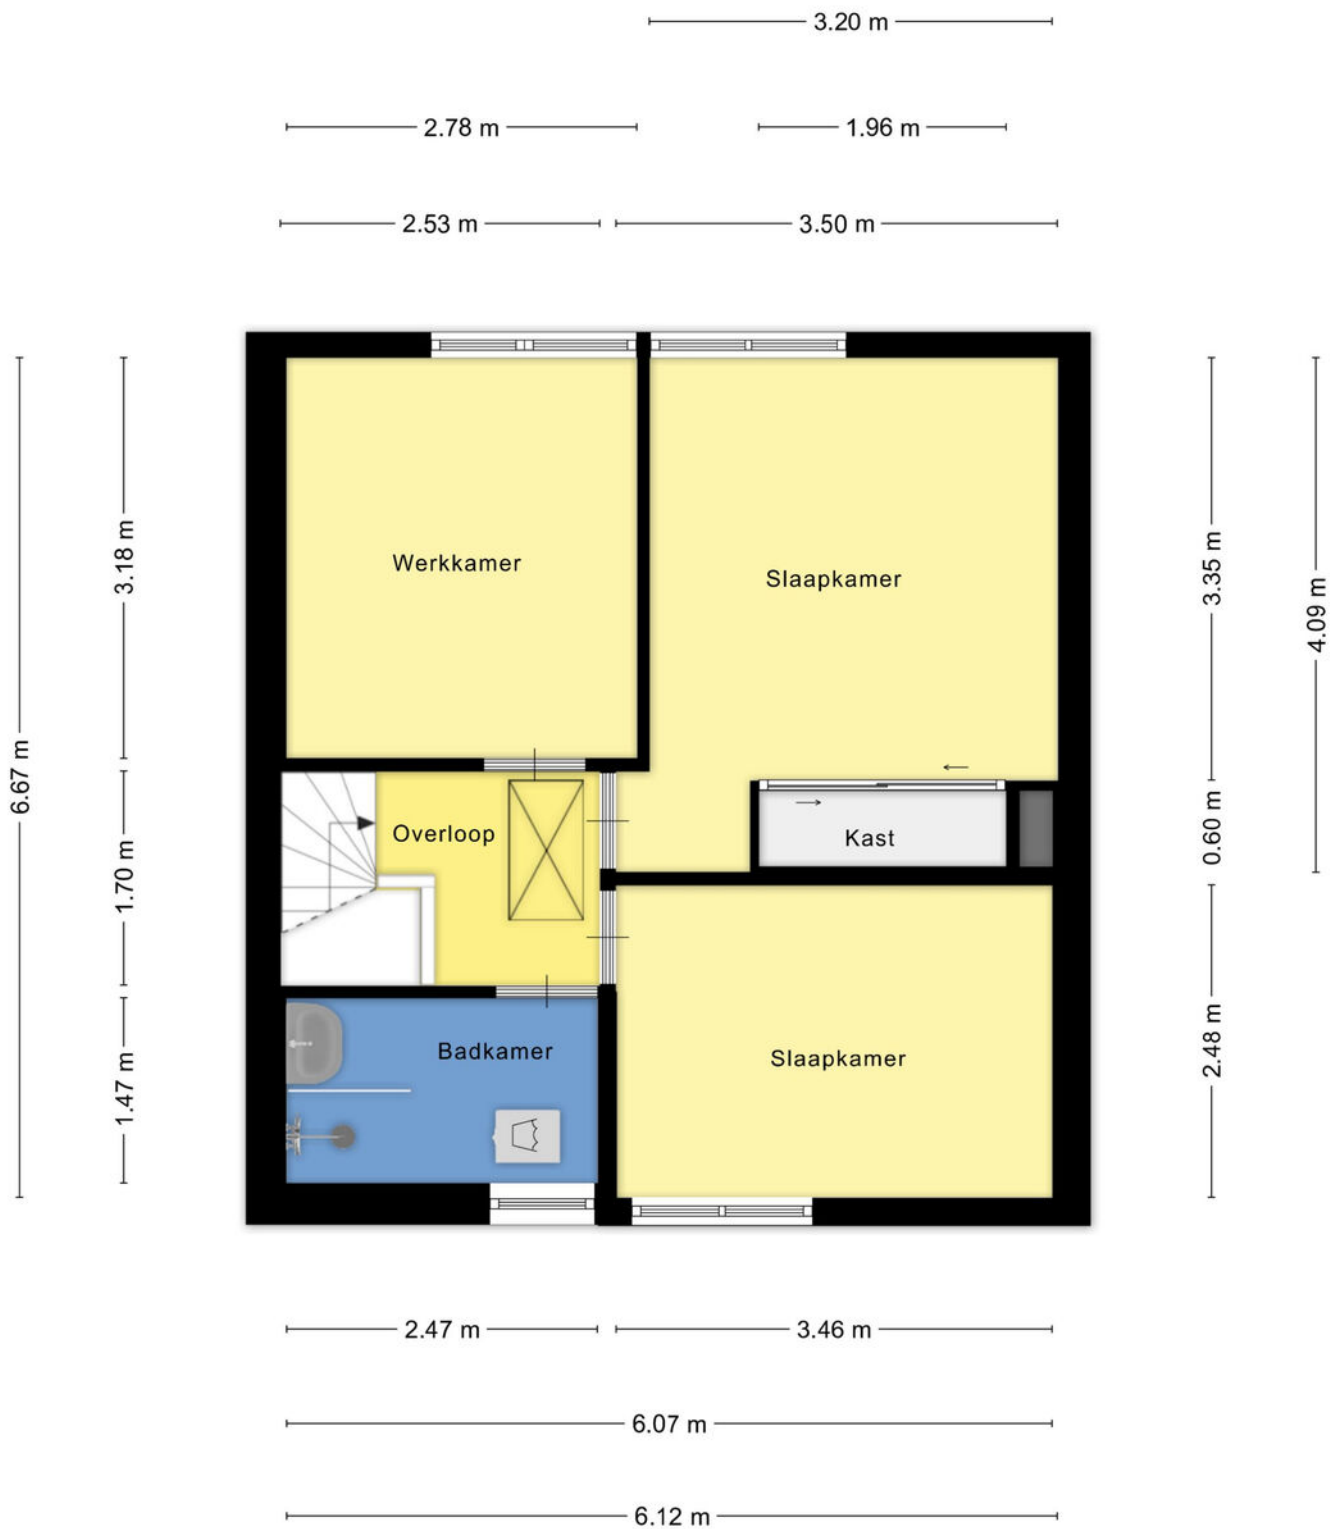 3.20 m
2.78 m
1.96 m
2.53 m
3.50 m
Werkkamer
Slaapkamer
3.18 m
3.35 m
4.09 m
6.67 m
Overloop
Kast
0.60 m
1.70 m
Badkamer
Slaapkamer
2.48 m
1.47 m
2.47 m
3.46 m
6.07 m
6.12 m